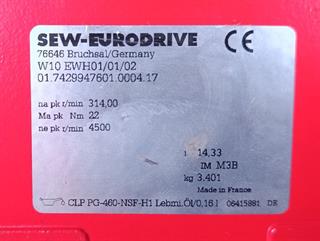 SEW-EURODRIVE CE
76646 Bruchsal/Germany
W10 EWH01/01/02
01.7429947601.0004.17
na pk r/min 314,00
Ma pk Nm 22
ne pk r/min 4500
i 14,33
IM M3B
kg 3.401
Made in France
CLP PG-460-NSF-H1 Lebmi.Öl/0,16 l 06415881 DE